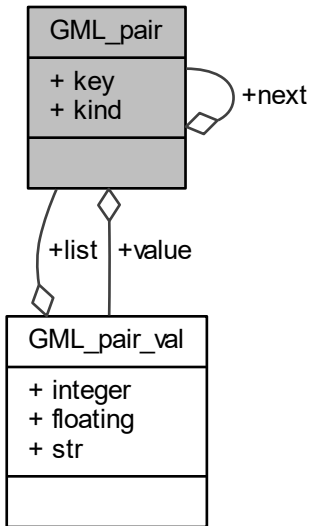 GML_pair
+ key
+ kind
+next
+list
+value
GML_pair_val
+ integer
+ floating
+ str